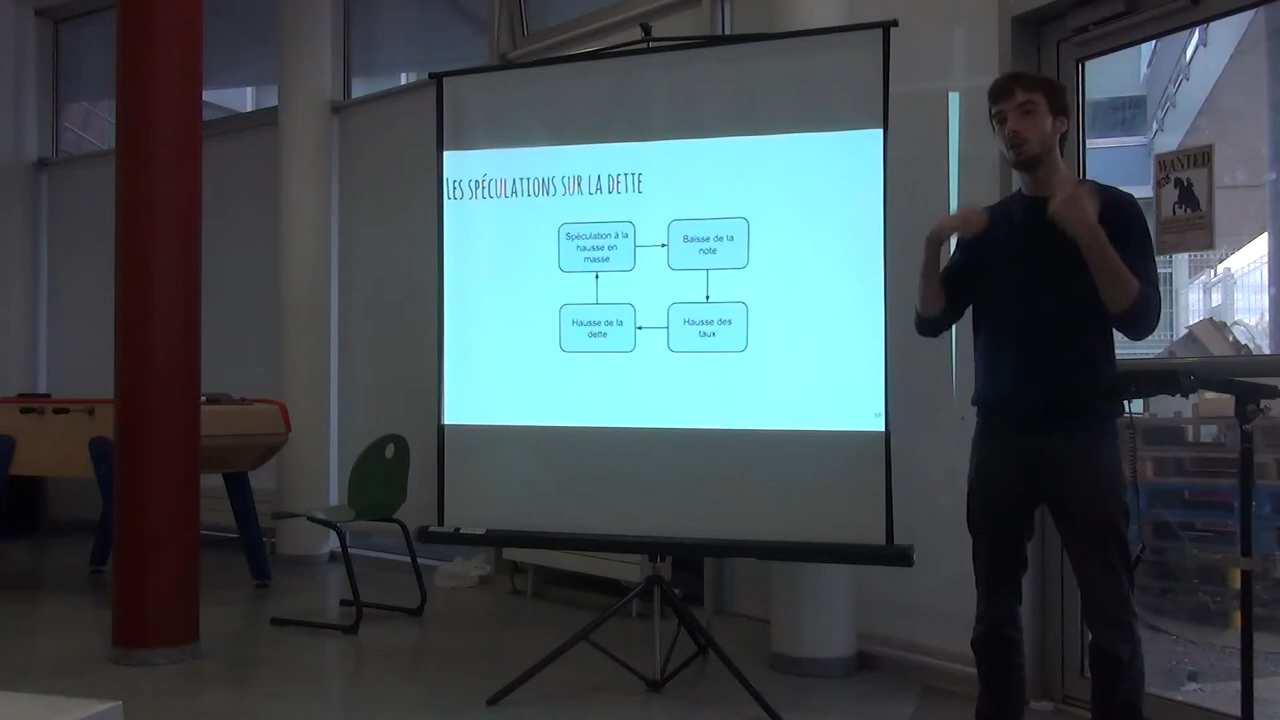 LES SPÉCULATIONS SUR LA DETTE
Spéculation à la
hausse en
masse
Baisse de la
note
Hausse de la
dette
Hausse des
taux
WANTED